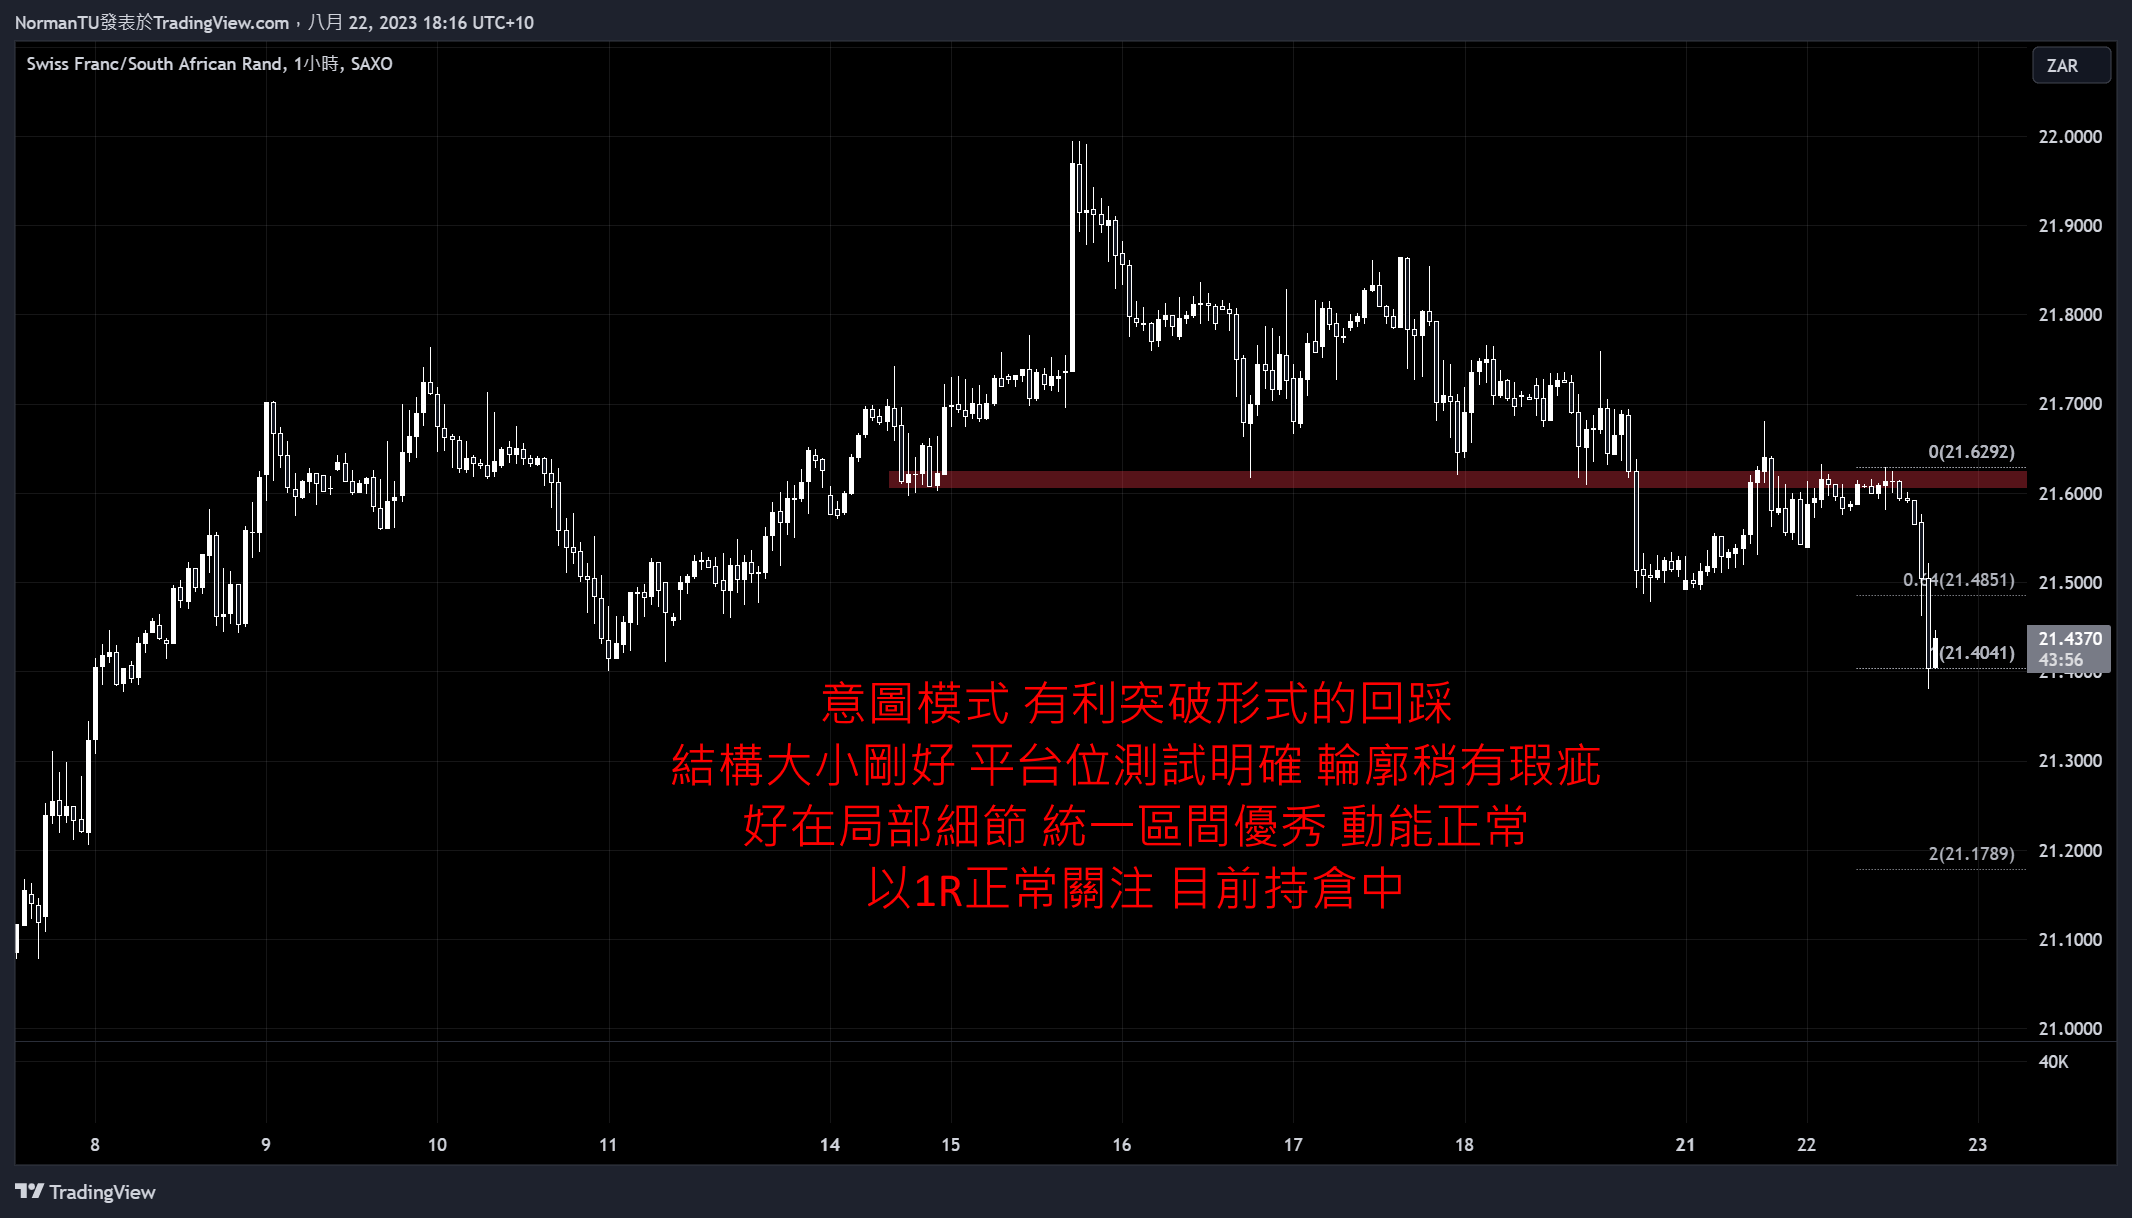 NormanTU發表於TradingView.com，八月 22, 2023 18:16 UTC+10
Swiss Franc/South African Rand, 1小時, SAXO
ZAR
22.0000
21.9000
21.8000
21.7000
0(21.6292)
21.6000
21.5000
(21.4851)
21.4370
(21.4041)
43:56
意圖模式 有利突破形式的回踩
結構大小剛好 平台位測試明確 輪廓稍有瑕疵
21.3000
好在局部細節 統一區間優秀 動能正常
21.2000
2(21.1789)
以1R正常關注 目前持倉中
21.1000
21.0000
40K
8 9 10 11 14 15 16 17 18 21 22 23
TradingView